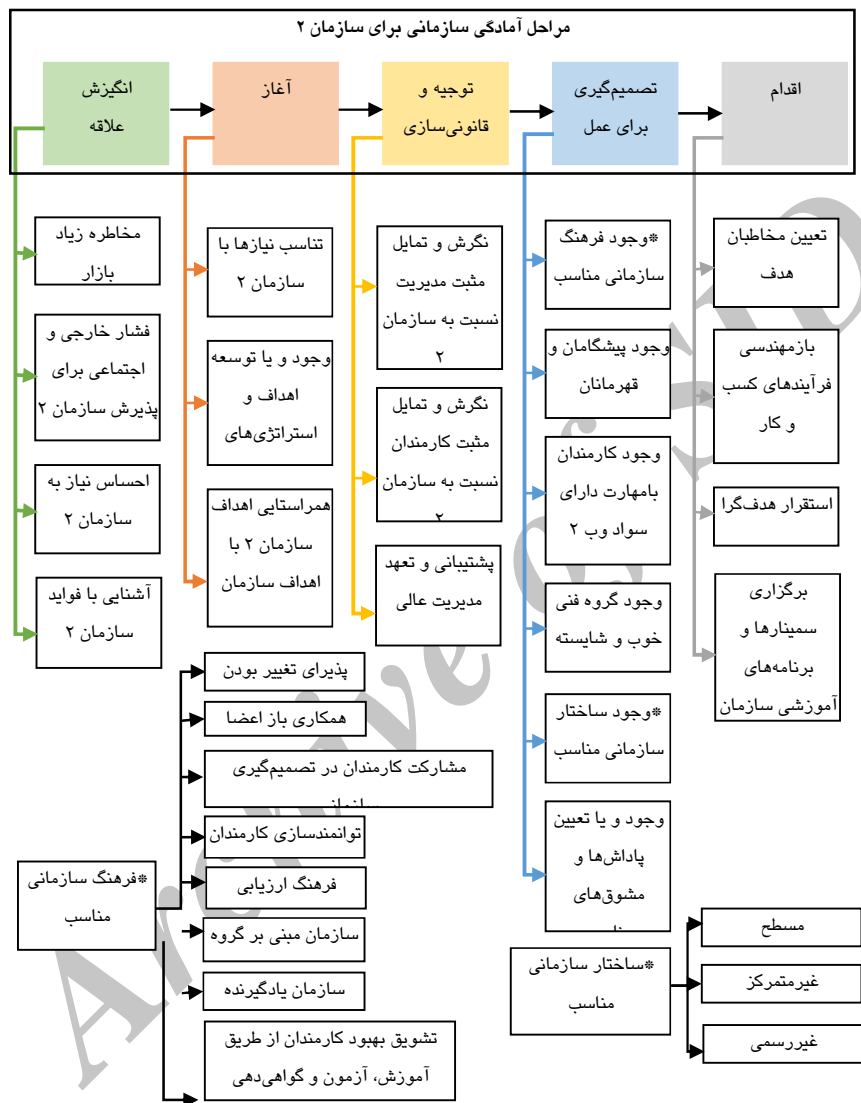 مراحل آمادگی سازمانی برای سازمان ۲
انگیزش
علاقه
آغاز
توجیه و
قانونی‌سازی
تصمیم‌گیری
برای عمل
اقدام
مخاطره زیاد
بازار
فشار خارجی و
اجتماعی برای
پذیرش سازمان ۲
احساس نیاز به
سازمان ۲
آشنایی با فواید
سازمان ۲
تناسب نیازها با
سازمان ۲
وجود و یا توسعه
اهداف و
استراتژی‌های
همراستایی اهداف
سازمان ۲ با
اهداف سازمان
نگرش و تمایل
مثبت مدیریت
نسبت به سازمان
۲
نگرش و تمایل
مثبت کارمندان
نسبت به سازمان
۲
پشتیبانی و تعهد
مدیریت عالی
*وجود فرهنگ
سازمانی مناسب
وجود پیشگامان و
قهرمانان
وجود کارمندان
بامهارت دارای
سواد وب ۲
وجود گروه فنی
خوب و شایسته
*وجود ساختار
سازمانی مناسب
وجود و یا تعیین
پاداش‌ها و
مشوق‌های
تعیین مخاطبان
هدف
بازمهندسی
فرآیندهای کسب
و کار
استقرار هدف‌گرا
برگزاری
سمینارها و
برنامه‌های
آموزشی سازمان
*فرهنگ سازمانی
مناسب
پذیرای تغییر بودن
همکاری باز اعضا
مشارکت کارمندان در تصمیم‌گیری
توانمندسازی کارمندان
فرهنگ ارزیابی
سازمان مبنی بر گروه
سازمان یادگیرنده
تشویق بهبود کارمندان از طریق
آموزش، آزمون و گواهی‌دهی
*ساختار سازمانی
مناسب
مسطح
غیرمتمرکز
غیررسمی
Archive of SID